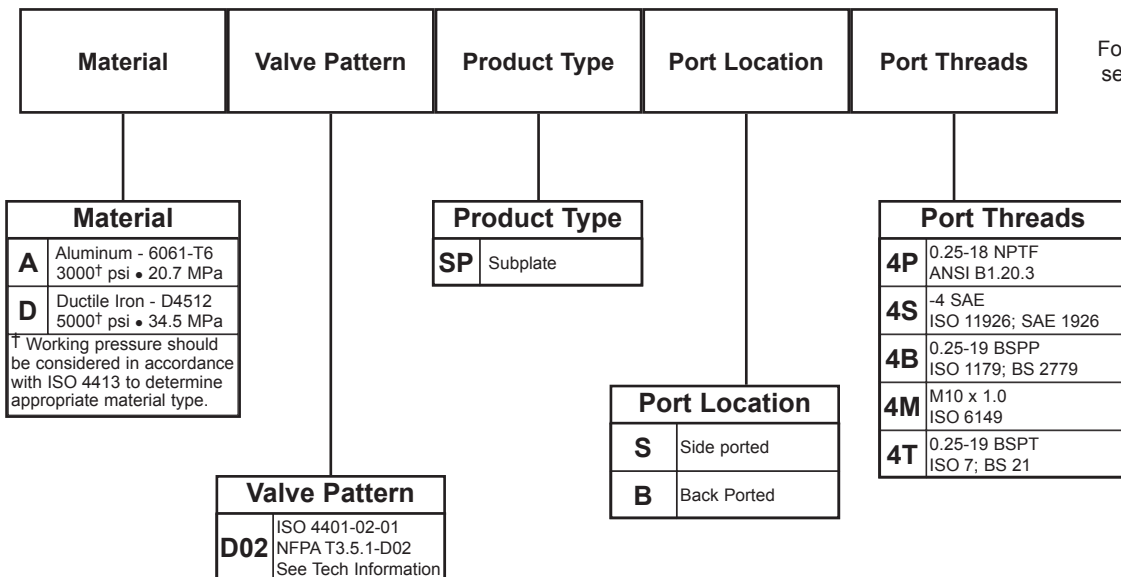 Material
Valve Pattern
Product Type
Port Location
Port Threads
Fo
se
Material
A
Aluminum - 6061-T6
3000† psi • 20.7 MPa
D
Ductile Iron - D4512
5000† psi • 34.5 MPa
† Working pressure should
be considered in accordance
with ISO 4413 to determine
appropriate material type.
Valve Pattern
D02
ISO 4401-02-01
NFPA T3.5.1-D02
See Tech Information
Product Type
SP
Subplate
Port Location
S
Side ported
B
Back Ported
Port Threads
4P
0.25-18 NPTF
ANSI B1.20.3
4S
-4 SAE
ISO 11926; SAE 1926
4B
0.25-19 BSPP
ISO 1179; BS 2779
4M
M10 x 1.0
ISO 6149
4T
0.25-19 BSPT
ISO 7; BS 21